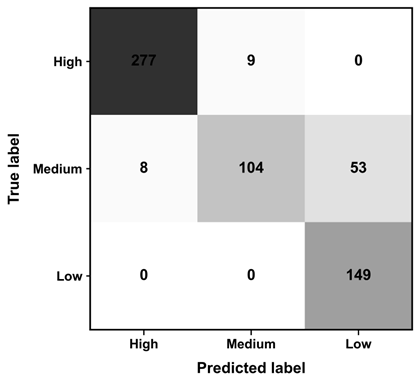 High 277 9 0
Medium 8 104 53
Low 0 0 149
High Medium Low
Predicted label
True label